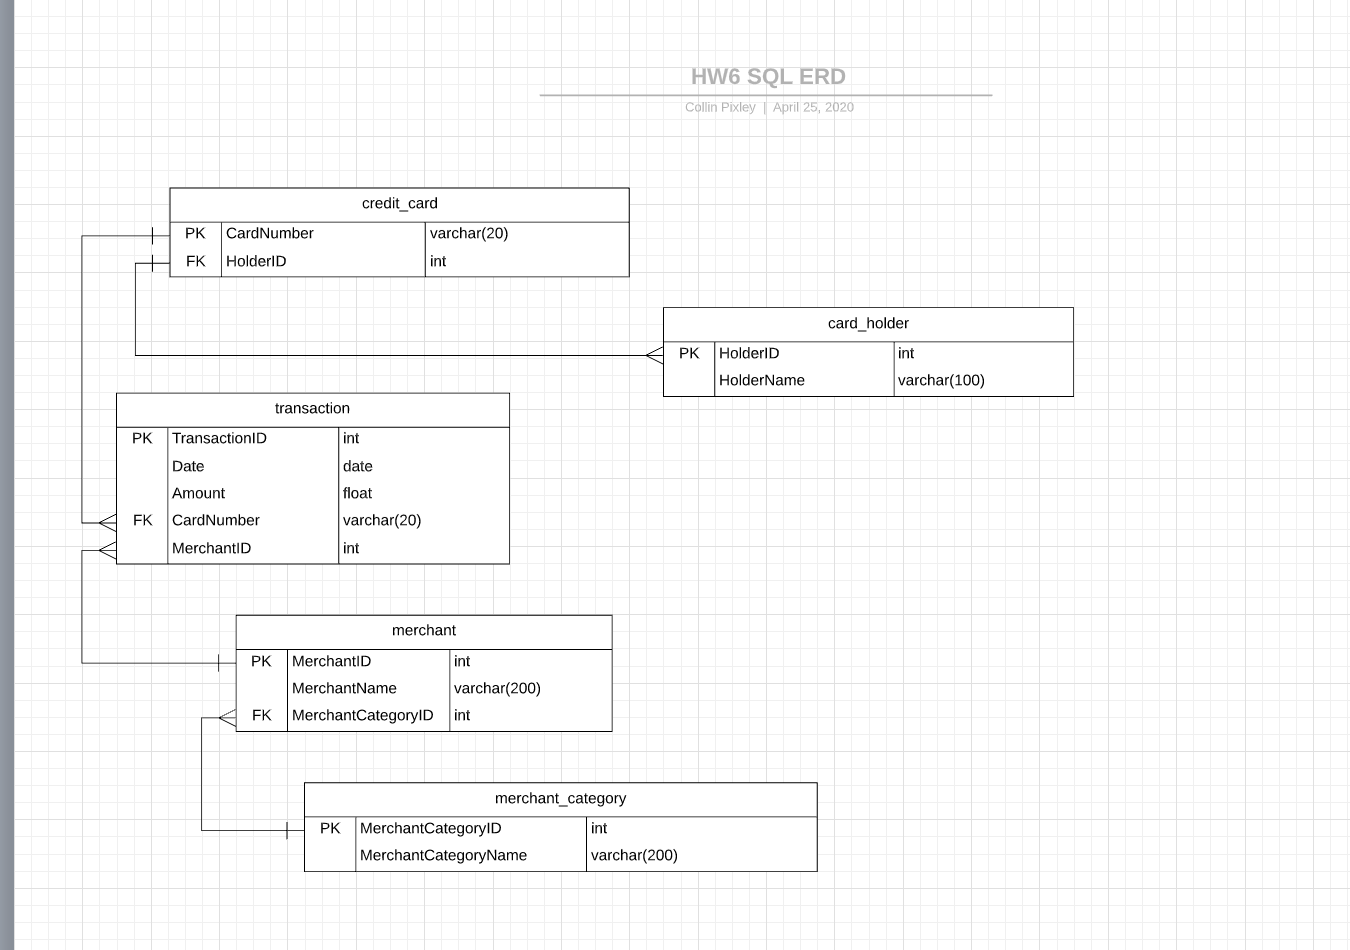 HW6 SQL ERD
Collin Pixley | April 25, 2020
credit_card
PK CardNumber varchar(20)
FK HolderID int
card_holder
PK HolderID int
HolderName varchar(100)
transaction
PK TransactionID int
Date date
Amount float
FK CardNumber varchar(20)
MerchantID int
merchant
PK MerchantID int
MerchantName varchar(200)
FK MerchantCategoryID int
merchant_category
PK MerchantCategoryID int
MerchantCategoryName varchar(200)